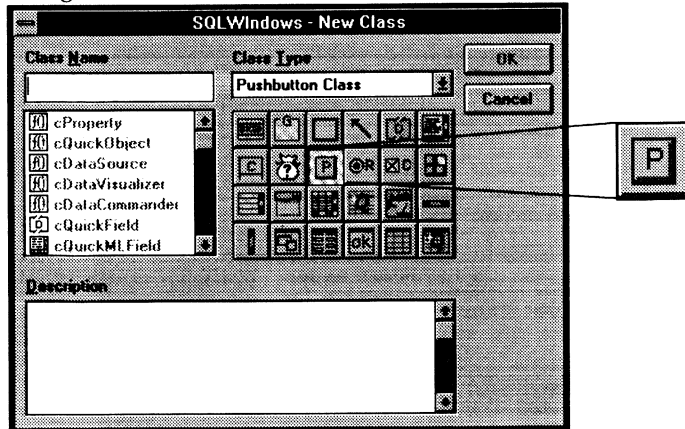 SQLWIndows - New Class
Class Name
Class Type
OK
Pushbutton Class
Cancel
f() cProperty
f() cQuickObject
f() cDataSource
f() cDataVisualizer
f() cDataCommander
cQuickField
cQuickMLField
G
C
?
P
R
C
OK
P
Description